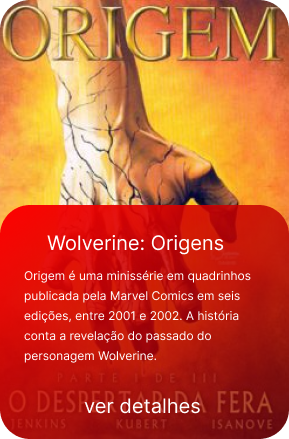 ORIGEM
Wolverine: Origens
Origem é uma minissérie em quadrinhos
publicada pela Marvel Comics em seis
edições, entre 2001 e 2002. A história
conta a revelação do passado do
personagem Wolverine.
PARTE I DE III
O DESPERTAR DA FERA
ver detalhes
JENKINS KUBERT ISANOVE